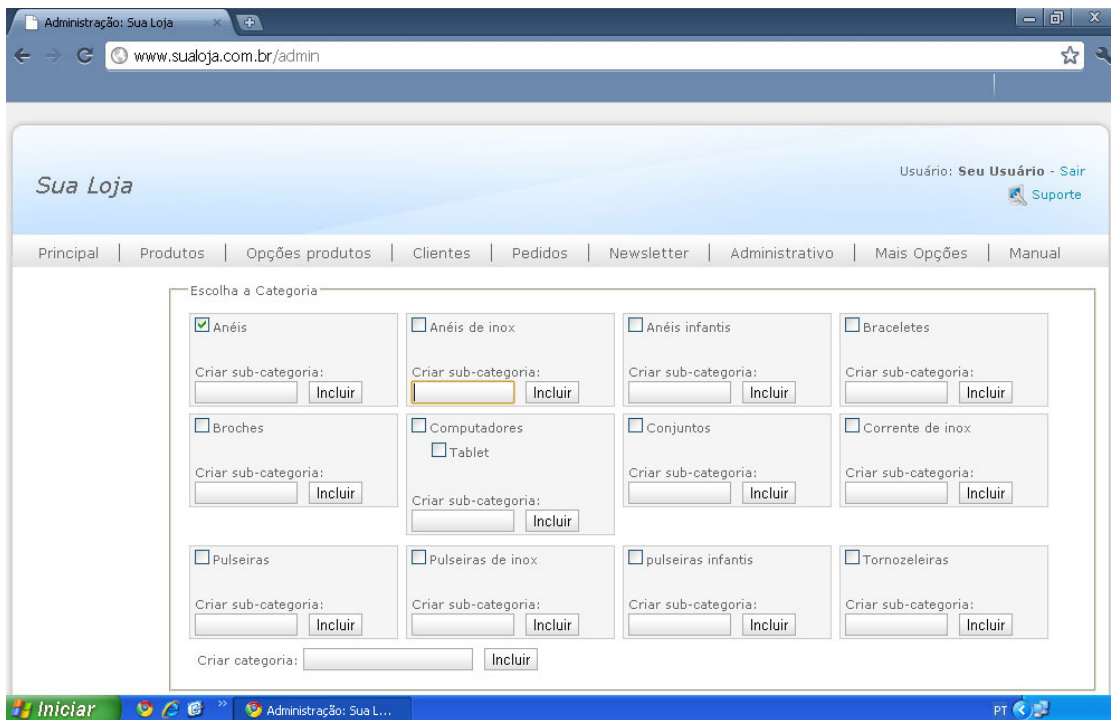 Administração: Sua Loja
www.sualoja.com.br/admin
Usuário: Seu Usuário - Sair
Sua Loja
Suporte
Principal | Produtos | Opções produtos | Clientes | Pedidos | Newsletter | Administrativo | Mais Opções | Manual
Escolha a Categoria
Anéis Anéis de inox Anéis infantis Braceletes
Criar sub-categoria: Criar sub-categoria: Criar sub-categoria: Criar sub-categoria:
Incluir Incluir Incluir Incluir
Broches Computadores Conjuntos Corrente de inox
Tablet
Criar sub-categoria: Criar sub-categoria: Criar sub-categoria:
Incluir Incluir Incluir
Criar sub-categoria:
Incluir
Pulseiras Pulseiras de inox pulseiras infantis Tornozeleiras
Criar sub-categoria: Criar sub-categoria: Criar sub-categoria: Criar sub-categoria:
Incluir Incluir Incluir Incluir
Criar categoria: Incluir
Iniciar Administração: Sua L... PT